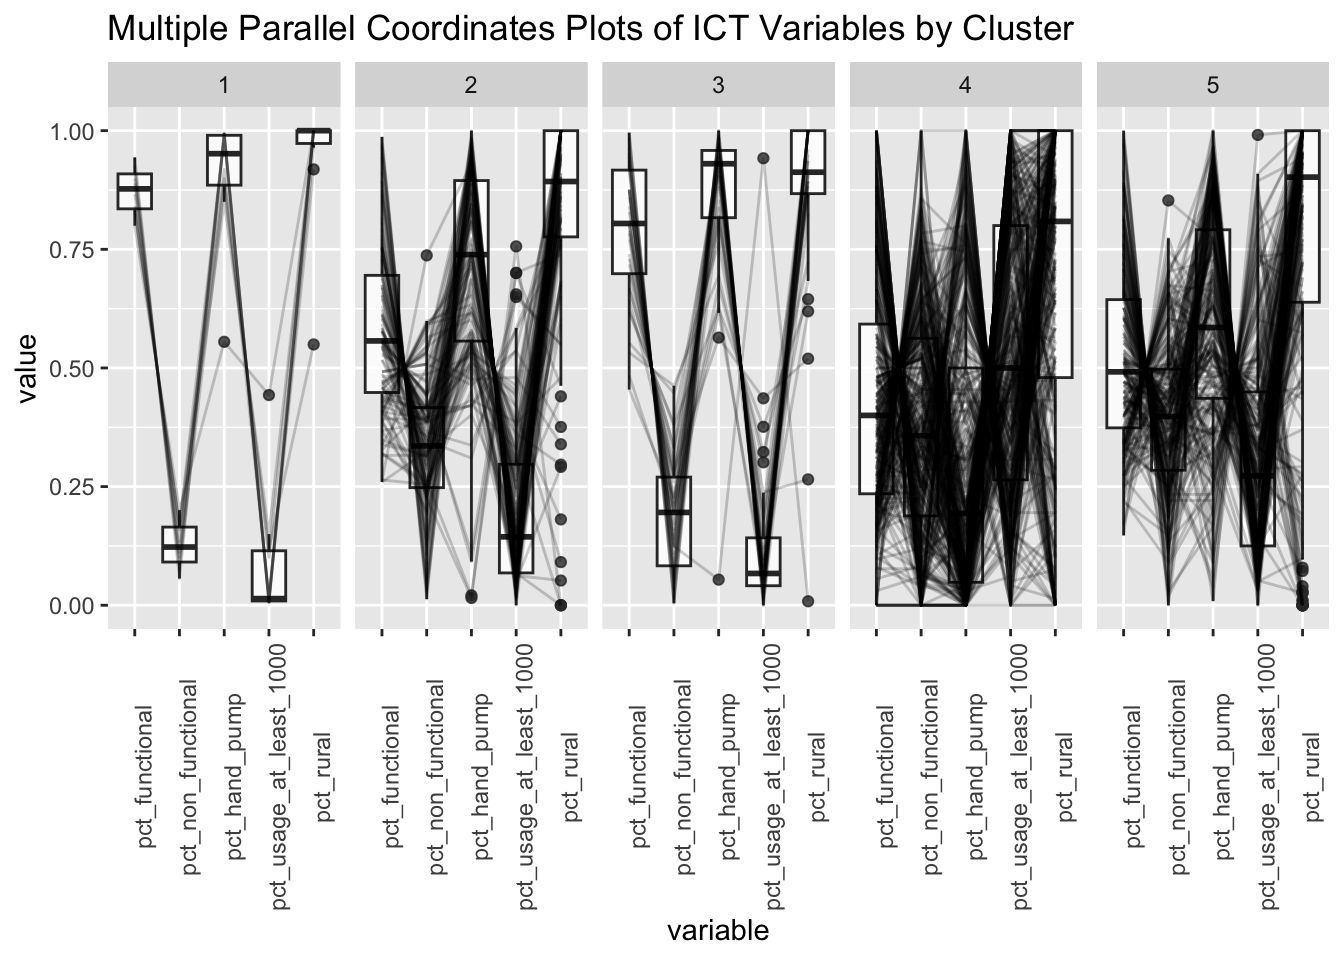 Multiple Parallel Coordinates Plots of ICT Variables by Cluster
1 2 3 4 5
value
1.00
0.75
0.50
0.25
0.00
pct_functional
pct_non_functional
pct_hand_pump
pct_usage_at_least_1000
pct_rural
pct_functional
pct_non_functional
pct_hand_pump
pct_usage_at_least_1000
pct_rural
pct_functional
pct_non_functional
pct_hand_pump
pct_usage_at_least_1000
pct_rural
pct_functional
pct_non_functional
pct_hand_pump
pct_usage_at_least_1000
pct_rural
pct_functional
pct_non_functional
pct_hand_pump
pct_usage_at_least_1000
pct_rural
variable